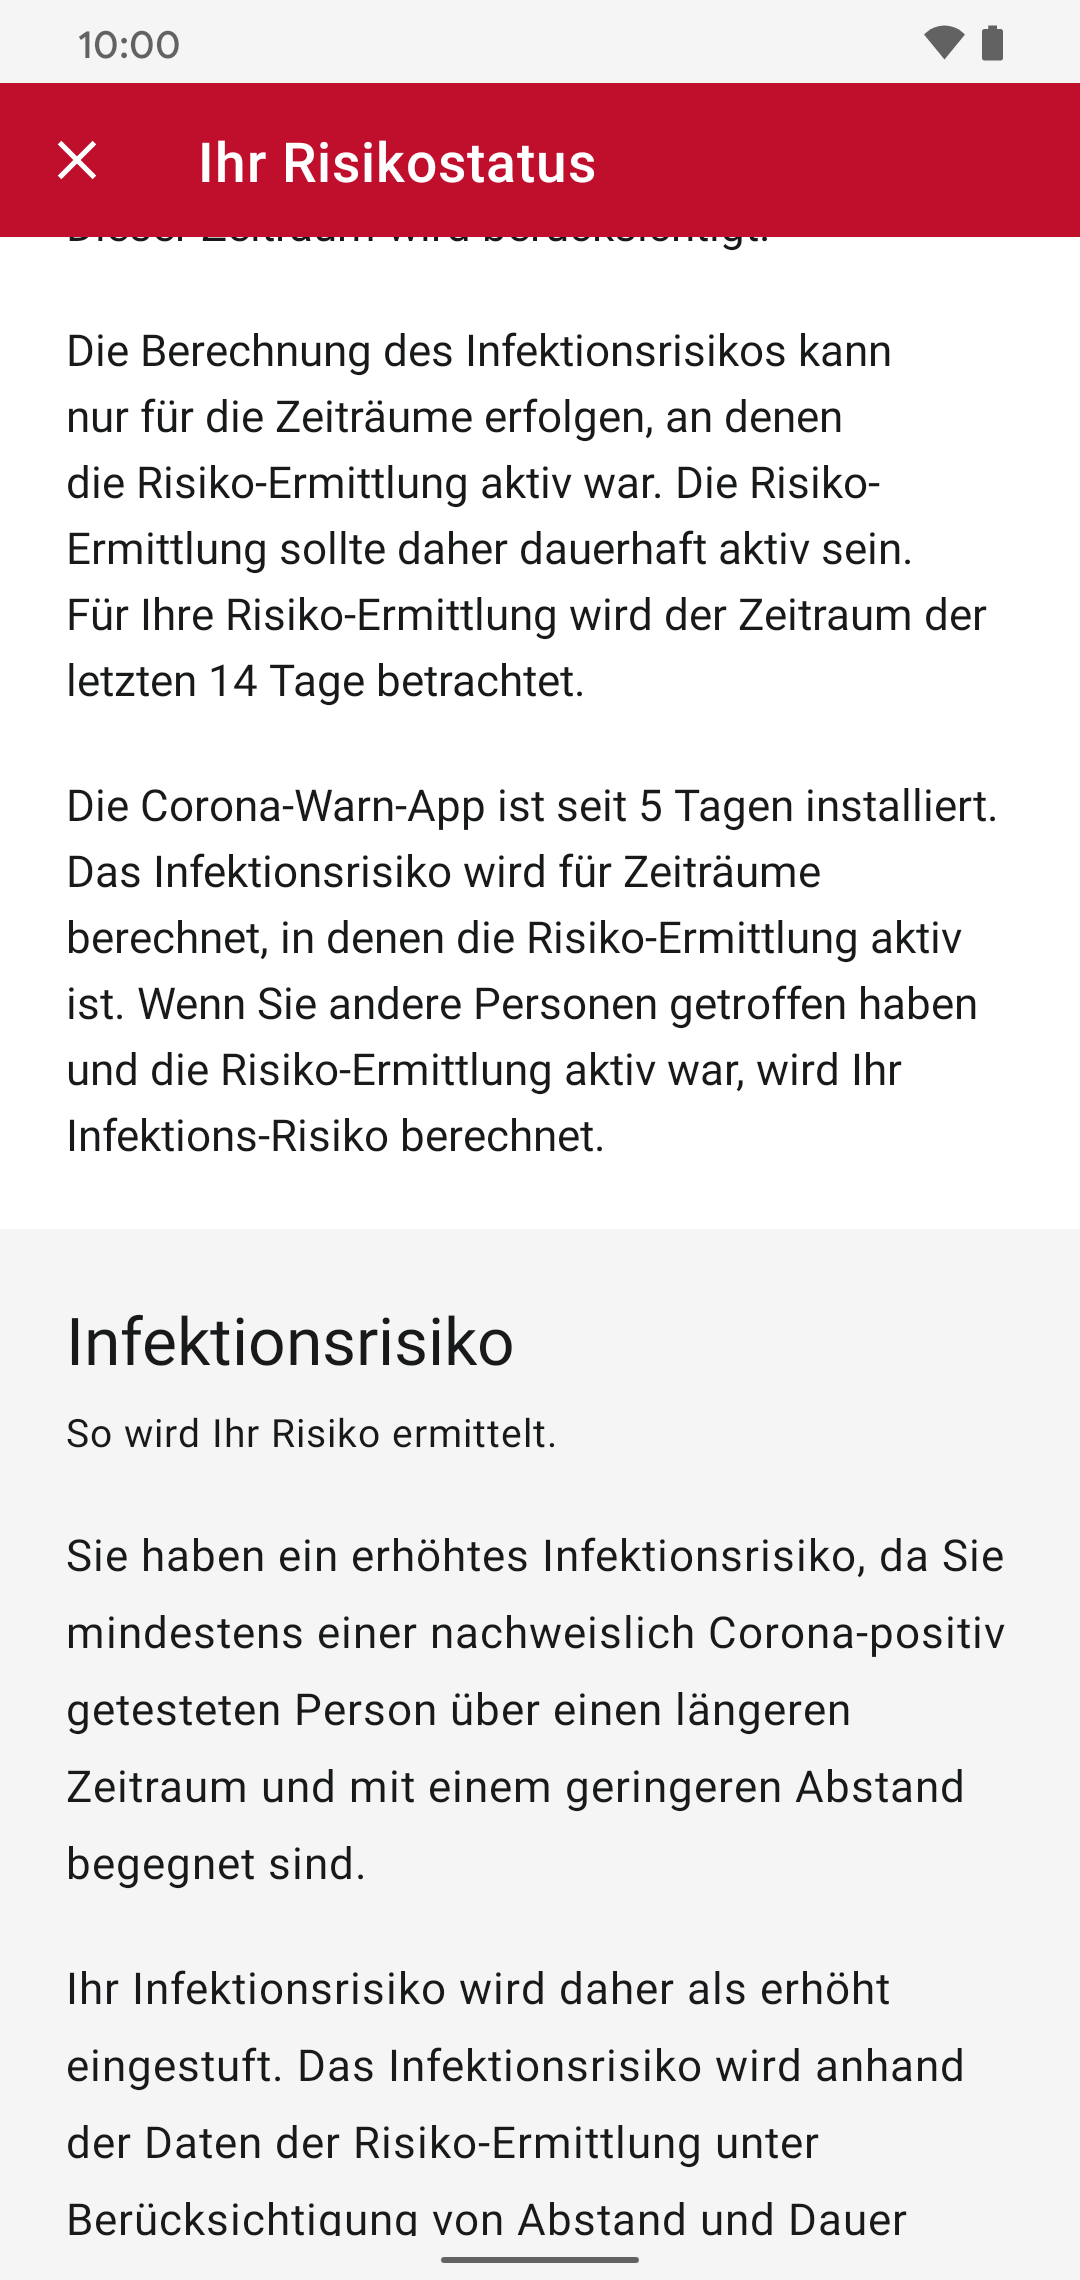 10:00
Ihr Risikostatus
Dieser Zeitraum wird berücksichtigt.
Die Berechnung des Infektionsrisikos kann
nur für die Zeiträume erfolgen, an denen
die Risiko-Ermittlung aktiv war. Die Risiko-
Ermittlung sollte daher dauerhaft aktiv sein.
Für Ihre Risiko-Ermittlung wird der Zeitraum der
letzten 14 Tage betrachtet.
Die Corona-Warn-App ist seit 5 Tagen installiert.
Das Infektionsrisiko wird für Zeiträume
berechnet, in denen die Risiko-Ermittlung aktiv
ist. Wenn Sie andere Personen getroffen haben
und die Risiko-Ermittlung aktiv war, wird Ihr
Infektions-Risiko berechnet.
Infektionsrisiko
So wird Ihr Risiko ermittelt.
Sie haben ein erhöhtes Infektionsrisiko, da Sie
mindestens einer nachweislich Corona-positiv
getesteten Person über einen längeren
Zeitraum und mit einem geringeren Abstand
begegnet sind.
Ihr Infektionsrisiko wird daher als erhöht
eingestuft. Das Infektionsrisiko wird anhand
der Daten der Risiko-Ermittlung unter
Berücksichtigung von Abstand und Dauer